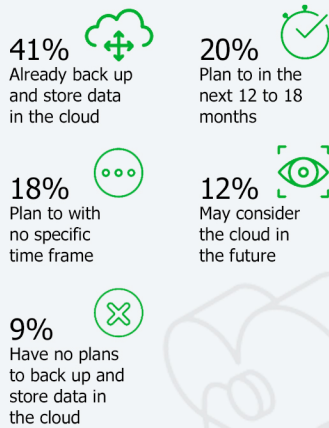 41%
Already back up
and store data
in the cloud
20%
Plan to in the
next 12 to 18
months
18%
Plan to with
no specific
time frame
12%
May consider
the cloud in
the future
9%
Have no plans
to back up and
store data in
the cloud